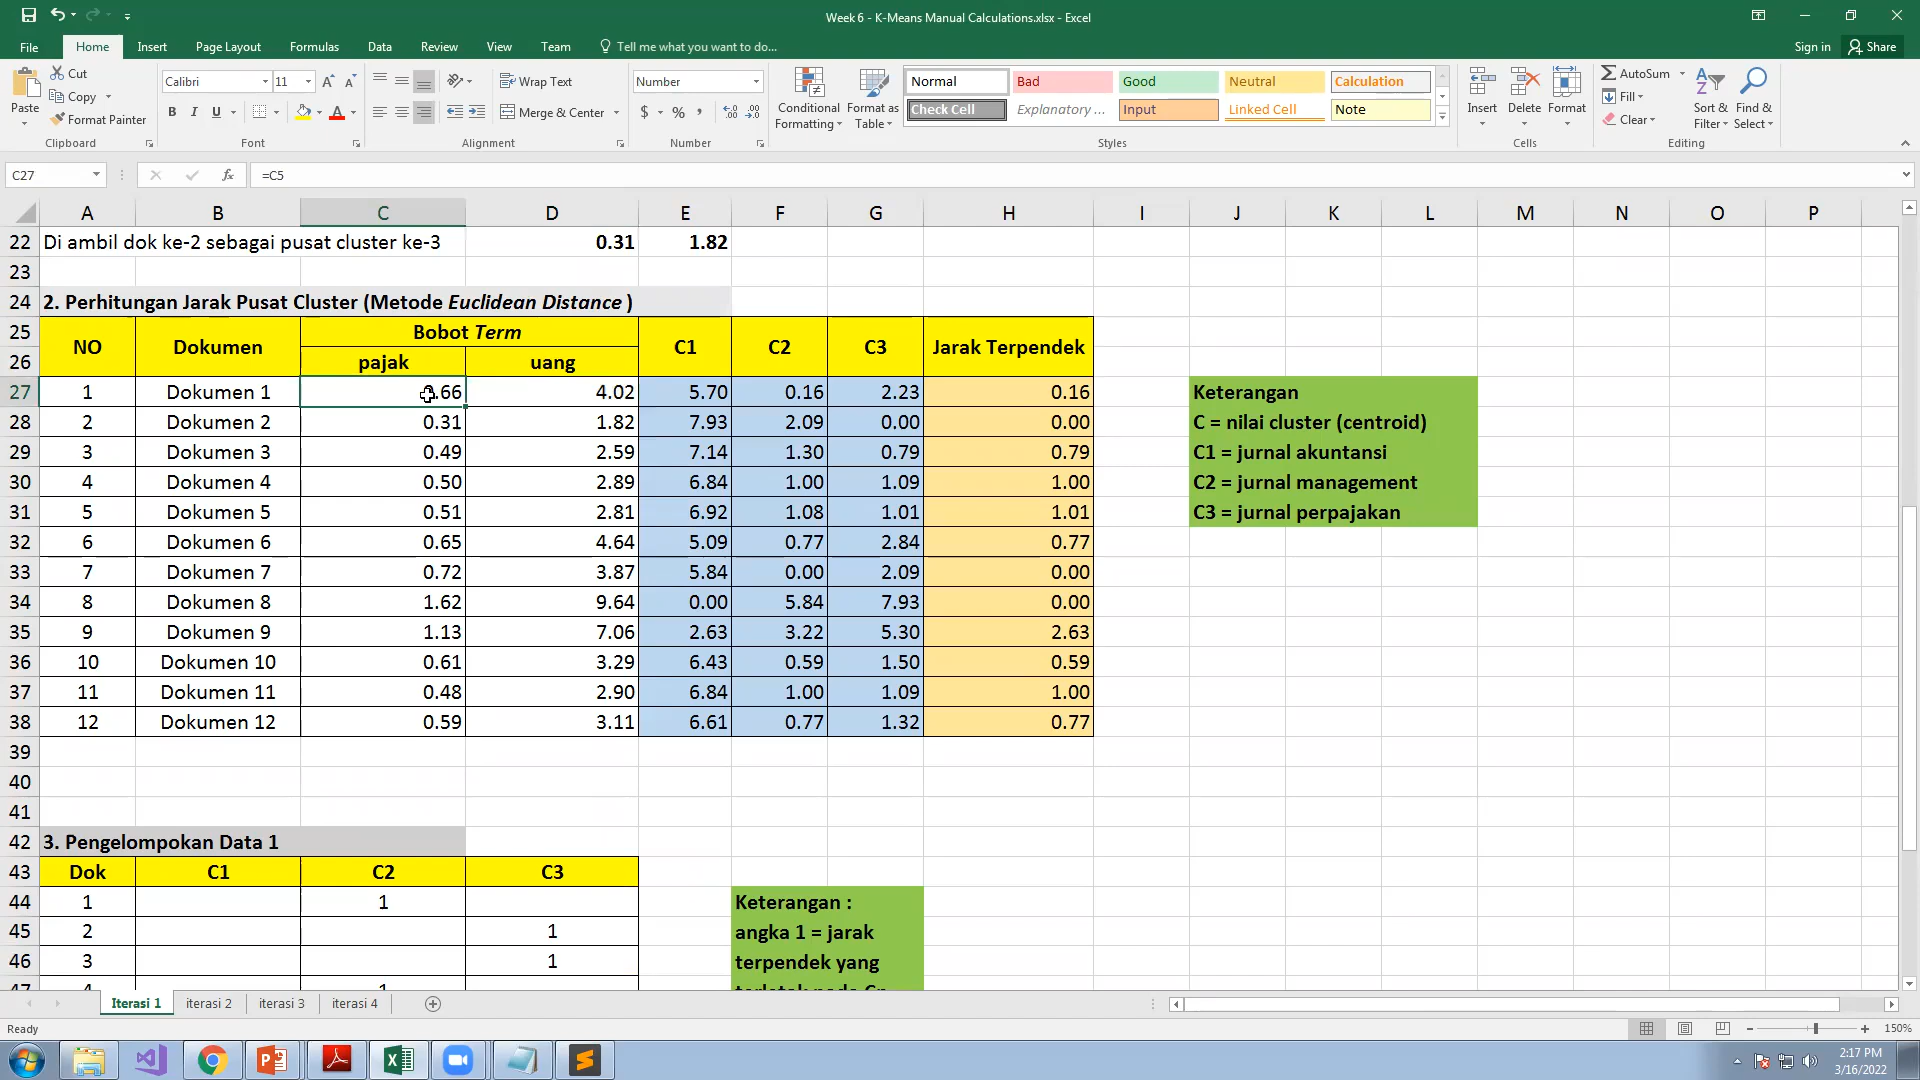 Week 6 - K-Means Manual Calculations.xlsx - Excel
File Home Insert Page Layout Formulas Data Review View Team Tell me what you want to do... Sign in Share
Paste Cut Copy Format Painter Clipboard
Calibri 11 B I U Font
Wrap Text Merge & Center Alignment
Number $ % Number
Conditional Formatting Format as Table
Normal Bad Good Neutral Calculation
Check Cell Explanatory ... Input Linked Cell Note
Styles
Insert Delete Format Cells
AutoSum Fill Clear Sort & Filter Find & Select Editing
C27 fx =C5
A B C D E F G H I J K L M N O P
22 Di ambil dok ke-2 sebagai pusat cluster ke-3 0.31 1.82
23
24 2. Perhitungan Jarak Pusat Cluster (Metode Euclidean Distance )
25 NO Dokumen Bobot Term C1 C2 C3 Jarak Terpendek
26 pajak uang
27 1 Dokumen 1 .66 4.02 5.70 0.16 2.23 0.16 Keterangan
28 2 Dokumen 2 0.31 1.82 7.93 2.09 0.00 0.00 C = nilai cluster (centroid)
29 3 Dokumen 3 0.49 2.59 7.14 1.30 0.79 0.79 C1 = jurnal akuntansi
30 4 Dokumen 4 0.50 2.89 6.84 1.00 1.09 1.00 C2 = jurnal management
31 5 Dokumen 5 0.51 2.81 6.92 1.08 1.01 1.01 C3 = jurnal perpajakan
32 6 Dokumen 6 0.65 4.64 5.09 0.77 2.84 0.77
33 7 Dokumen 7 0.72 3.87 5.84 0.00 2.09 0.00
34 8 Dokumen 8 1.62 9.64 0.00 5.84 7.93 0.00
35 9 Dokumen 9 1.13 7.06 2.63 3.22 5.30 2.63
36 10 Dokumen 10 0.61 3.29 6.43 0.59 1.50 0.59
37 11 Dokumen 11 0.48 2.90 6.84 1.00 1.09 1.00
38 12 Dokumen 12 0.59 3.11 6.61 0.77 1.32 0.77
39
40
41
42 3. Pengelompokan Data 1
43 Dok C1 C2 C3
44 1 1 Keterangan :
45 2 1 angka 1 = jarak
46 3 1 terpendek yang
Iterasi 1 iterasi 2 iterasi 3 iterasi 4
Ready 150%
2:17 PM
3/16/2022